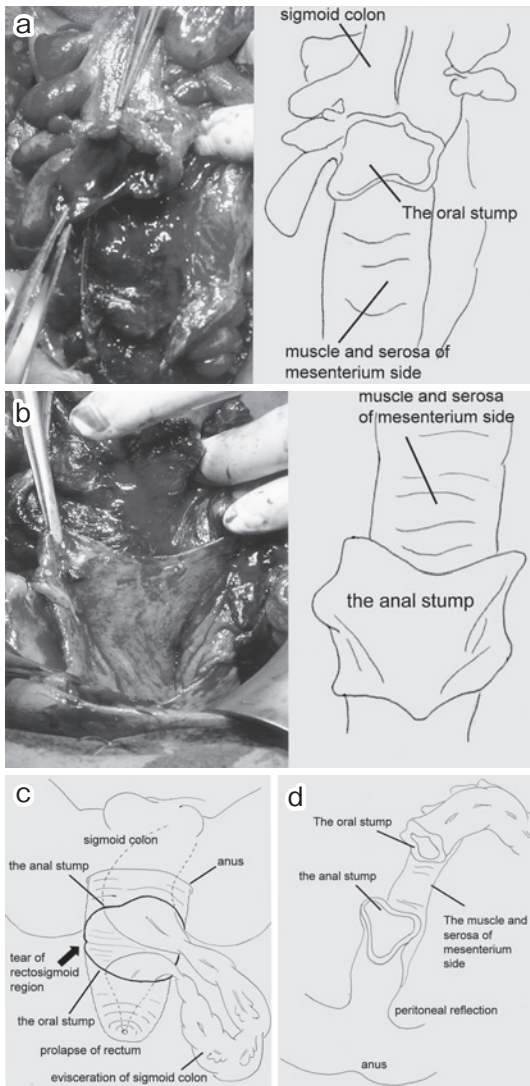 a
sigmoid colon
The oral stump
muscle and serosa of
mesenterium side
b
muscle and serosa
of mesenterium side
the anal stump
c
sigmoid colon
the anal stump
anus
tear of
rectosigmoid
region
the oral stump
prolapse of rectum
evisceration of sigmoid colon
d
The oral stump
the anal stump
The muscle and
serosa of
mesenterium
side
peritoneal reflection
anus